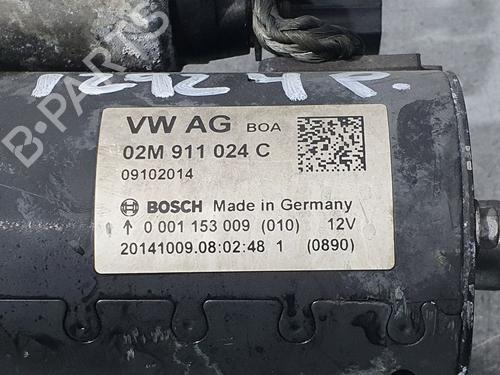 B-PARTS
VW AG BOA
02M 911 024 C
09102014
BOSCH Made in Germany
↑ 0 001 153 009 (010) 12V
20141009.08:02:48 1 (0890)